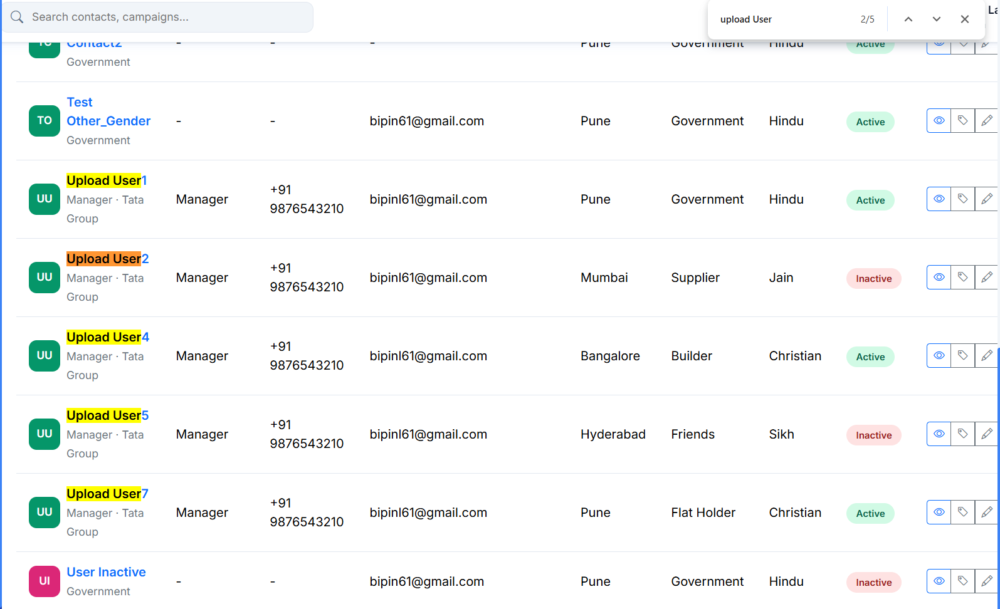 Search contacts, campaigns...
upload User 2/5
La
TC Contact2 - - - Pune Government Hindu Active
Government
Test
TO Other_Gender - - bipin61@gmail.com Pune Government Hindu Active
Government
Upload User1
UU Manager · Tata Manager +91 bipinl61@gmail.com Pune Government Hindu Active
Group 9876543210
Upload User2
UU Manager · Tata Manager +91 bipinl61@gmail.com Mumbai Supplier Jain Inactive
Group 9876543210
Upload User4
UU Manager · Tata Manager +91 bipinl61@gmail.com Bangalore Builder Christian Active
Group 9876543210
Upload User5
UU Manager · Tata Manager +91 bipinl61@gmail.com Hyderabad Friends Sikh Inactive
Group 9876543210
Upload User7
UU Manager · Tata Manager +91 bipinl61@gmail.com Pune Flat Holder Christian Active
Group 9876543210
UI User Inactive - - bipin61@gmail.com Pune Government Hindu Inactive
Government